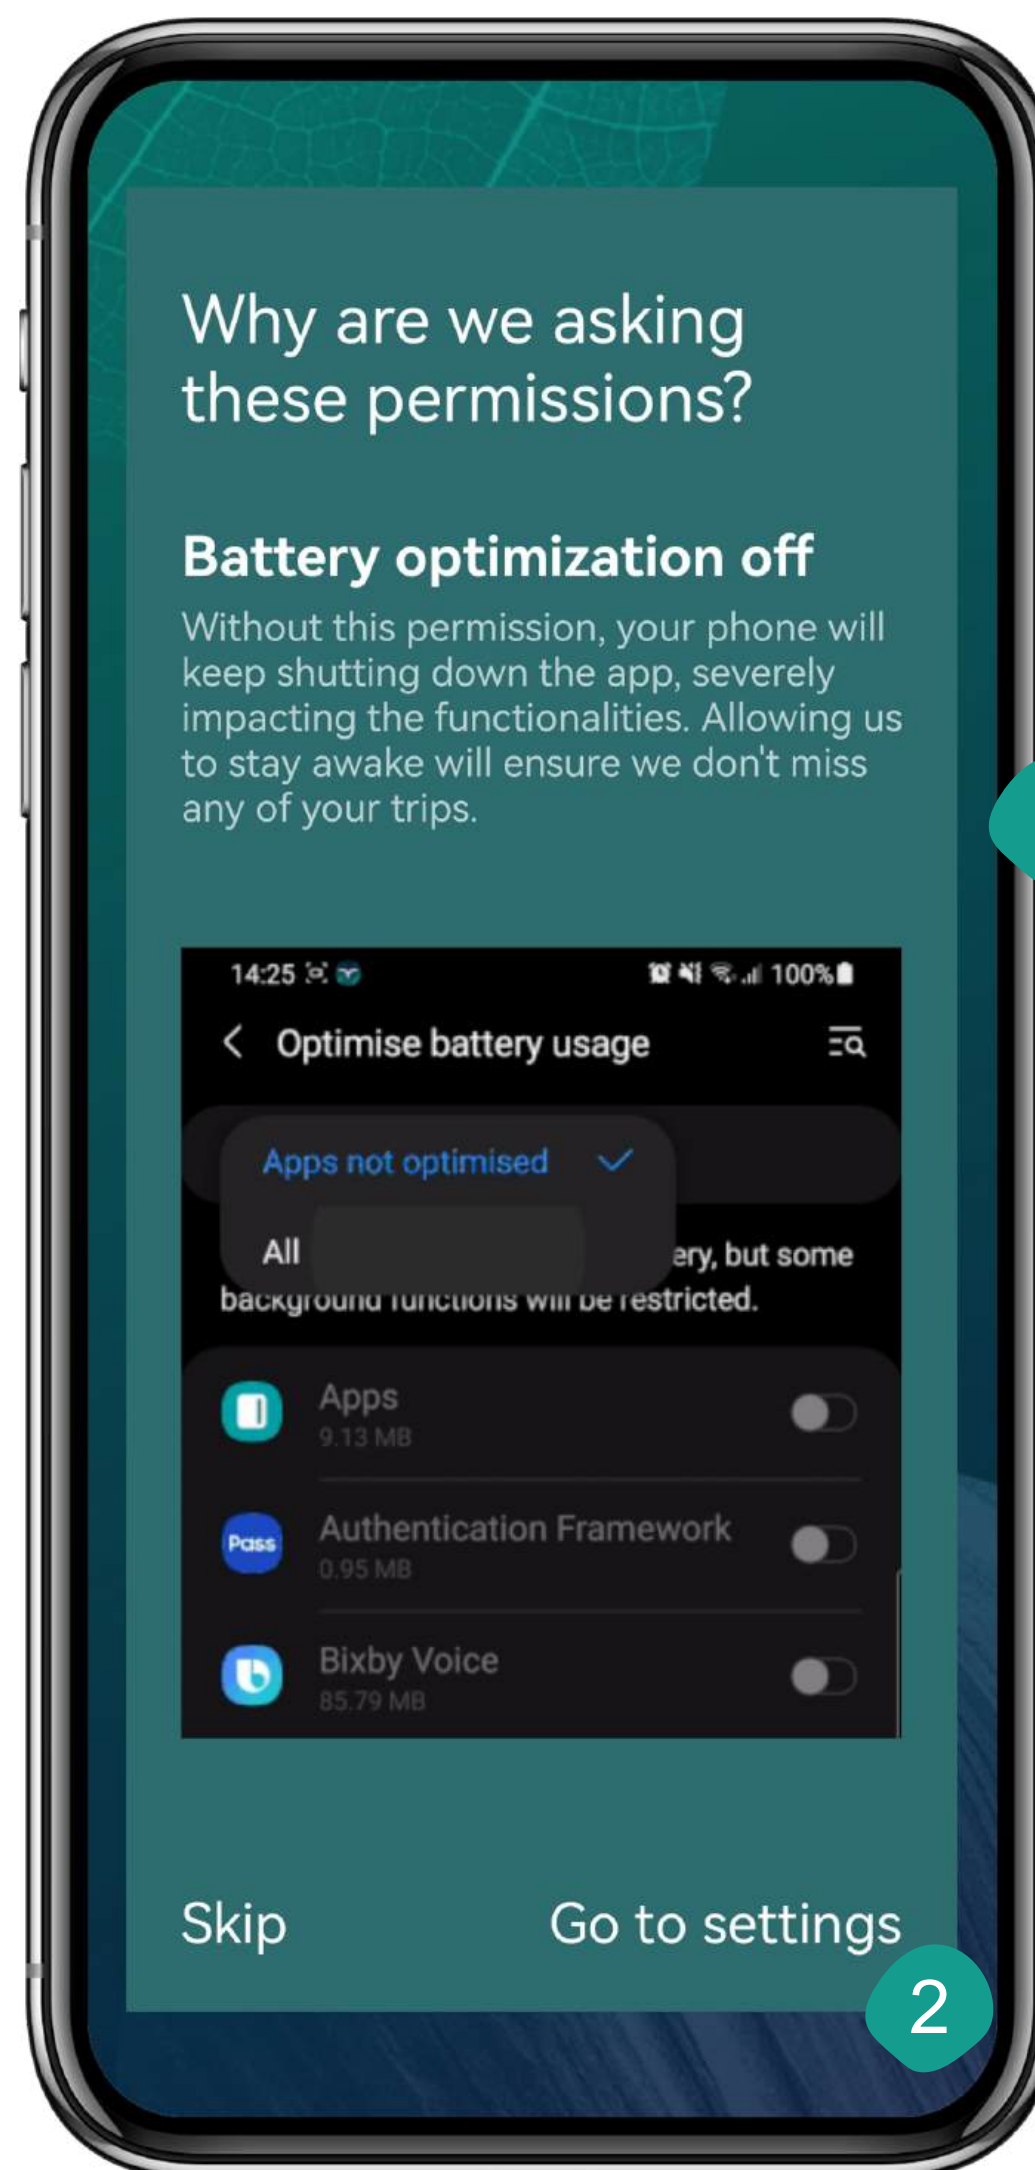 Why are we asking
these permissions?
Battery optimization off
Without this permission, your phone will
keep shutting down the app, severely
impacting the functionalities. Allowing us
to stay awake will ensure we don't miss
any of your trips.
14:25 100%
Optimise battery usage
Apps not optimised
All
ery, but some
background functions will be restricted.
Apps
9.13 MB
Pass
Authentication Framework
0.95 MB
Bixby Voice
85.79 MB
Skip Go to settings
2